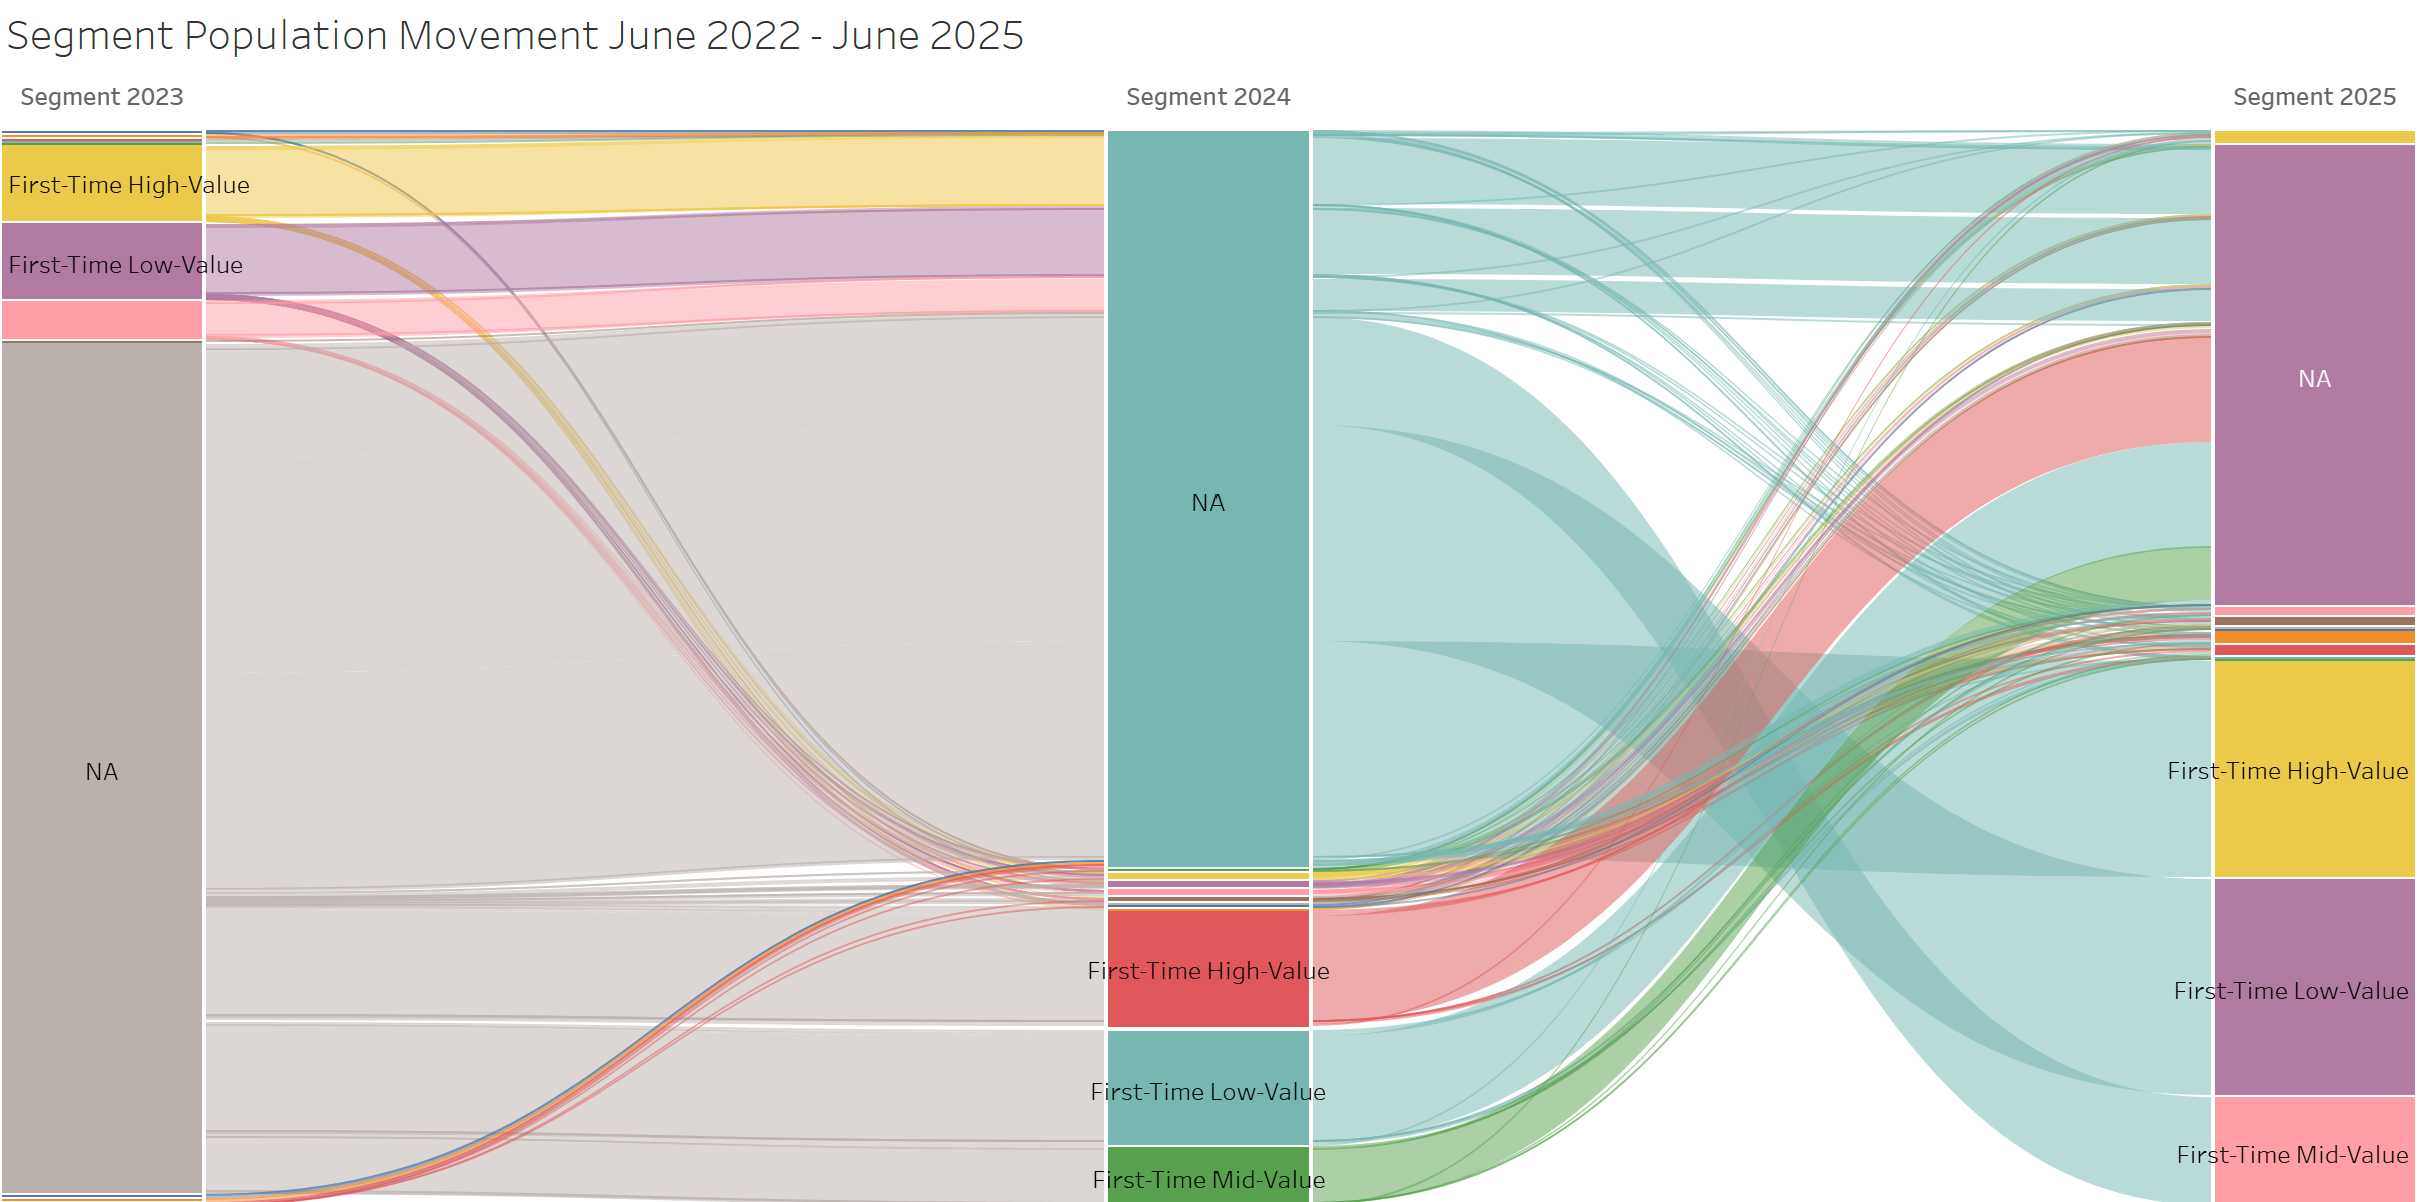 Segment Population Movement June 2022 - June 2025
Segment 2023
Segment 2024
Segment 2025
First-Time High-Value
First-Time Low-Value
NA
NA
First-Time High-Value
First-Time Low-Value
First-Time Mid-Value
NA
First-Time High-Value
First-Time Low-Value
First-Time Mid-Value